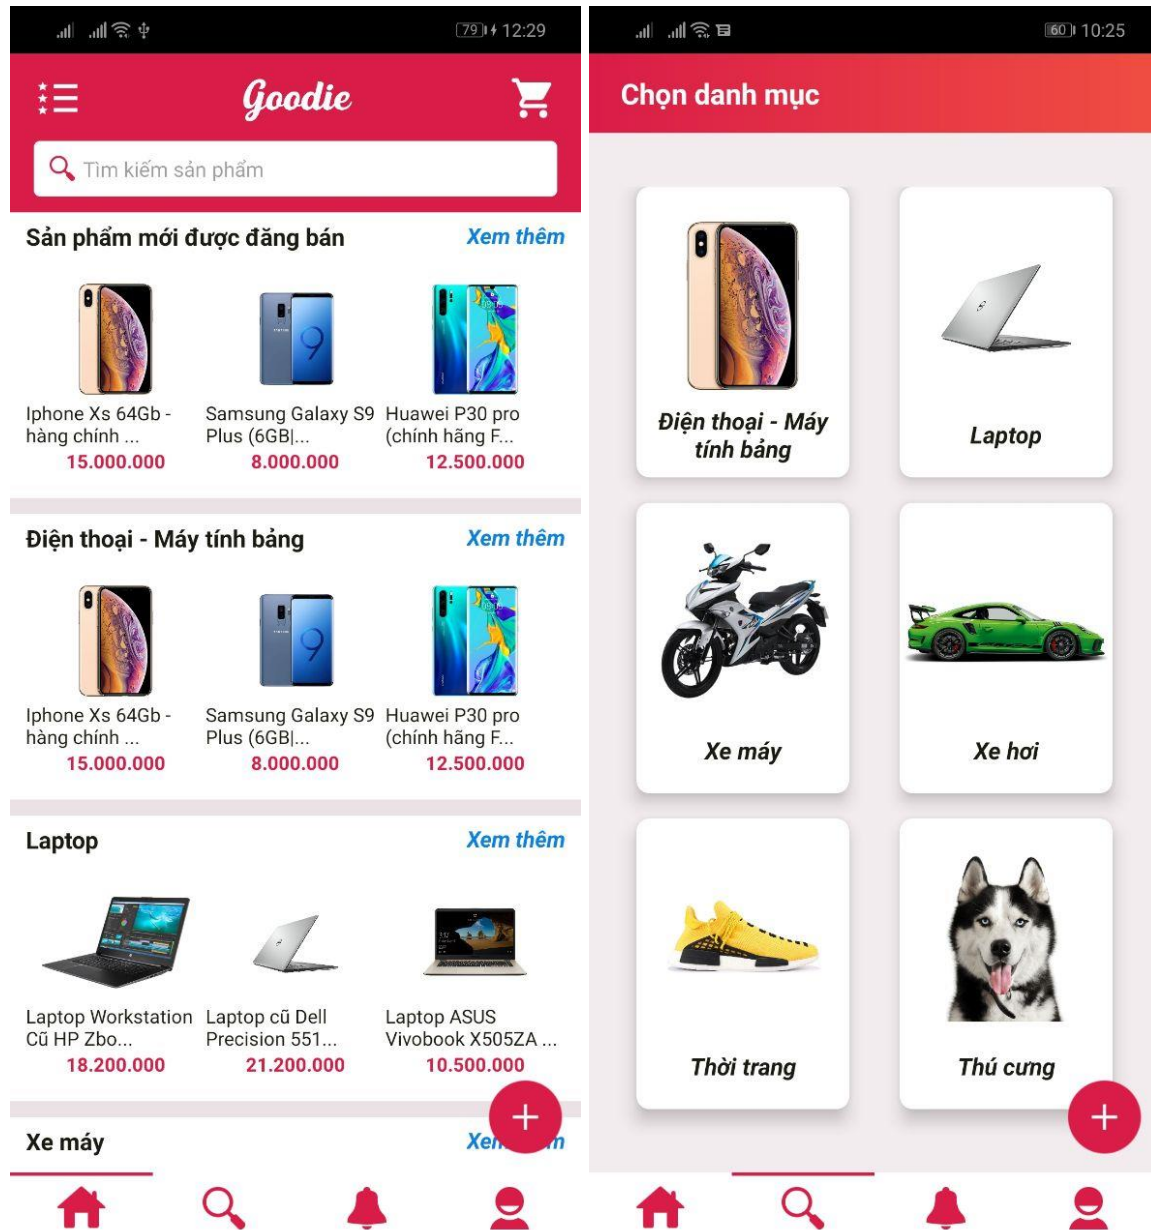 79 12:29
Goodie
Tìm kiếm sản phẩm
Sản phẩm mới được đăng bán Xem thêm
Iphone Xs 64Gb - hàng chính ...
15.000.000
Samsung Galaxy S9 Plus (6GB|...
8.000.000
Huawei P30 pro (chính hãng F...
12.500.000
Điện thoại - Máy tính bảng Xem thêm
Iphone Xs 64Gb - hàng chính ...
15.000.000
Samsung Galaxy S9 Plus (6GB|...
8.000.000
Huawei P30 pro (chính hãng F...
12.500.000
Laptop Xem thêm
Laptop Workstation Cũ HP Zbo...
18.200.000
Laptop cũ Dell Precision 551...
21.200.000
Laptop ASUS Vivobook X505ZA ...
10.500.000
Xe máy
60 10:25
Chọn danh mục
Điện thoại - Máy tính bảng
Laptop
Xe máy
Xe hơi
Thời trang
Thú cưng